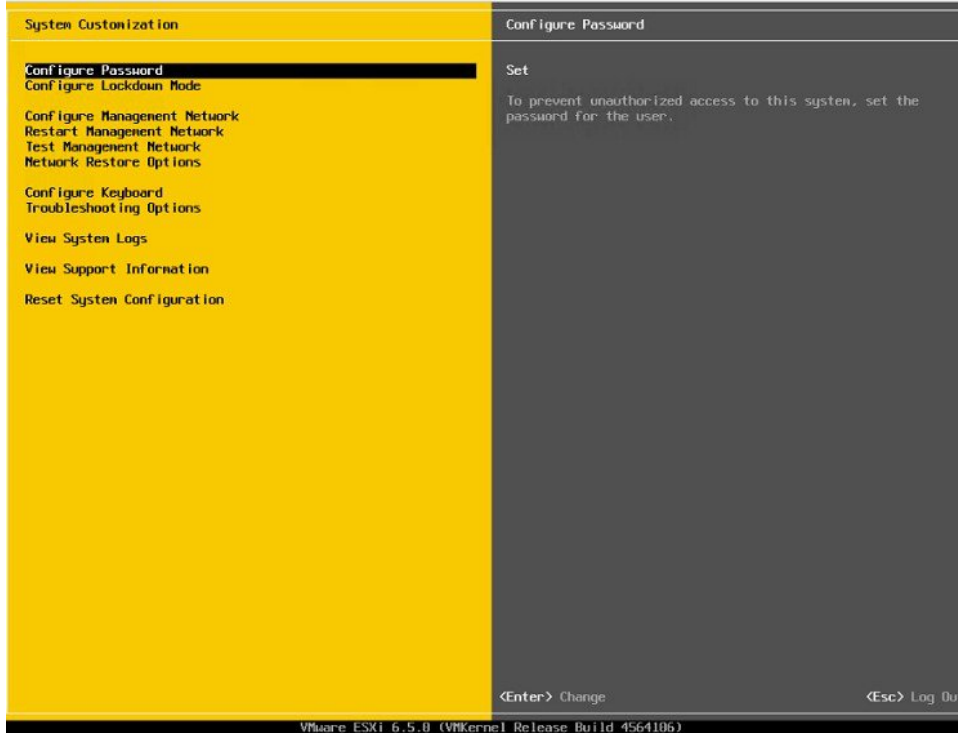 System Customization
Configure Password
Configure Password
Configure Lockdown Mode
Configure Management Network
Restart Management Network
Test Management Network
Network Restore Options
Configure Keyboard
Troubleshooting Options
View System Logs
View Support Information
Reset System Configuration
Set
To prevent unauthorized access to this system, set the
password for the user.
<Enter> Change
<Esc> Log Ou
VMware ESXi 6.5.0 (VMKernel Release Build 4564106)